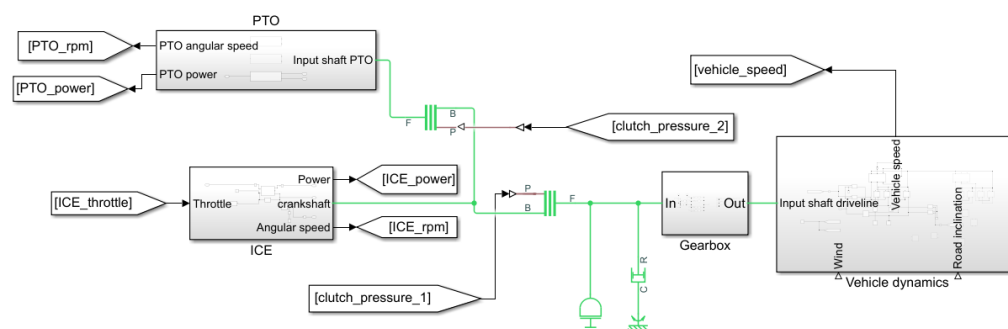 PTO
[PTO_rpm]
PTO angular speed
Input shaft PTO
PTO power
[PTO_power]
[vehicle_speed]
F
B
P
[clutch_pressure_2]
Vehicle speed
Power
[ICE_power]
[ICE_throttle]
Throttle
crankshaft
Angular speed
[ICE_rpm]
ICE
P
B
F
In
Out
Gearbox
Input shaft driveline
Wind
Road inclination
Vehicle dynamics
R
C
[clutch_pressure_1]